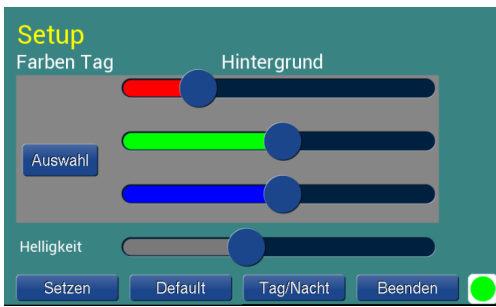 Setup
Farben Tag Hintergrund
Auswahl
Helligkeit
Setzen Default Tag/Nacht Beenden